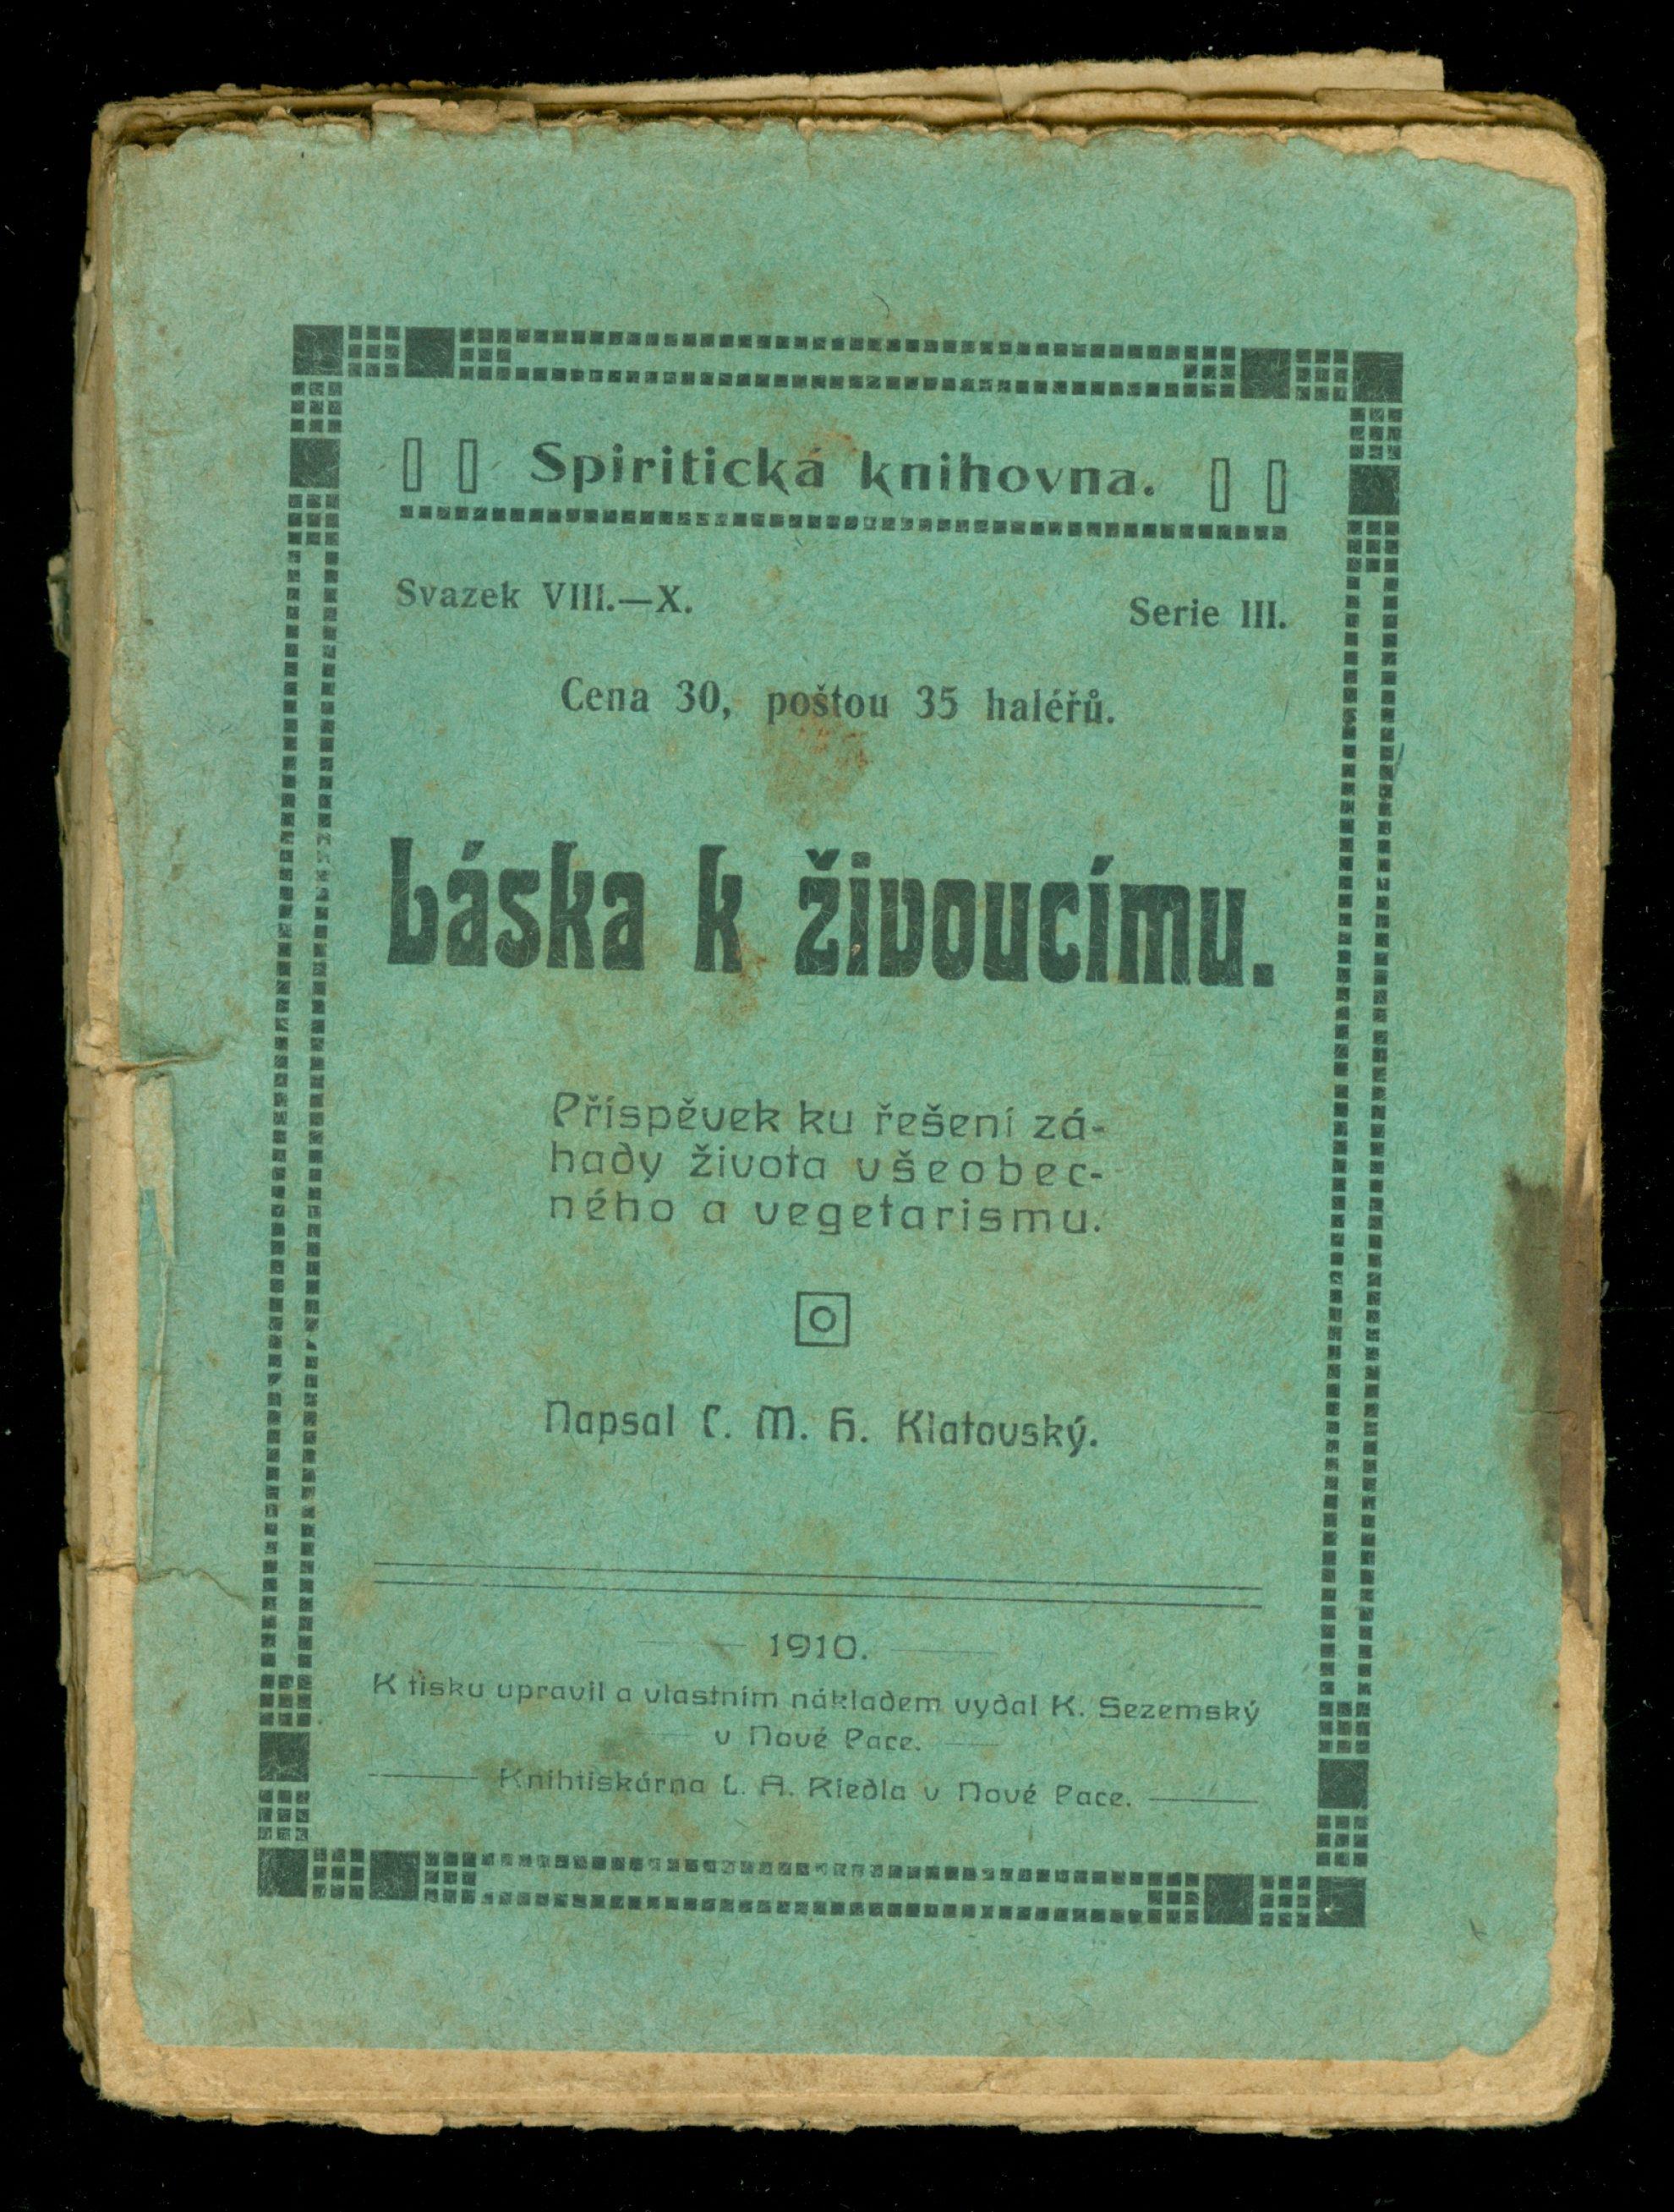 Spiritická knihovna.
Svazek VIII.—X.
Serie III.
Cena 30, poštou 35 haléřů.
Láska k živoucímu.
Příspěvek ku řešení zá-
hady života všeobec-
ného a vegetarismu.
Napsal C. M. H. Klatovský.
1910.
K tisku upravil a vlastním nákladem vydal K. Sezemský
v Nové Pace.
Knihtiskárna L. A. Riedla v Nové Pace.